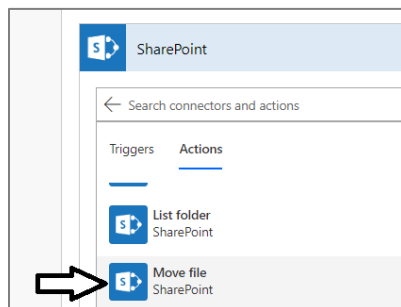 SharePoint
Search connectors and actions
Triggers Actions
List folder
SharePoint
Move file
SharePoint